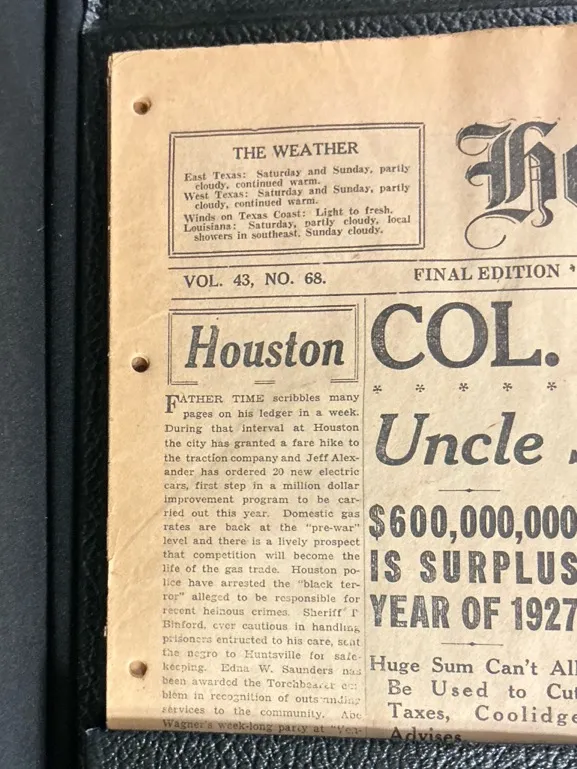 THE WEATHER
East Texas: Saturday and Sunday, partly
cloudy, continued warm.
West Texas: Saturday and Sunday, partly
cloudy, continued warm.
Winds on Texas Coast: Light to fresh.
Louisiana: Saturday, partly cloudy, local
showers in southeast, Sunday cloudy.
Ho
VOL. 43, NO. 68.
FINAL EDITION *
Houston
FATHER TIME scribbles many
pages on his ledger in a week.
During that interval at Houston
the city has granted a fare hike to
the traction company and Jeff Alex-
ander has ordered 20 new electric
cars, first step in a million dollar
improvement program to be car-
ried out this year. Domestic gas
rates are back at the "pre-war"
level and there is a lively prospect
that competition will become the
life of the gas trade. Houston po-
lice have arrested the "black ter-
ror" alleged to be responsible for
recent heinous crimes. Sheriff T
Binford, ever cautious in handling
prisoners entrusted to his care, sent
the negro to Huntsville for safe-
keeping. Edna W. Saunders has
been awarded the Torchbearer em-
blem in recognition of outstanding
services to the community. Abe
Wagner's week-long party at
COL.
* * * * *
Uncle
$600,000,000
IS SURPLUS
YEAR OF 1927
Huge Sum Can't All
Be Used to Cut
Taxes, Coolidge
Advises.